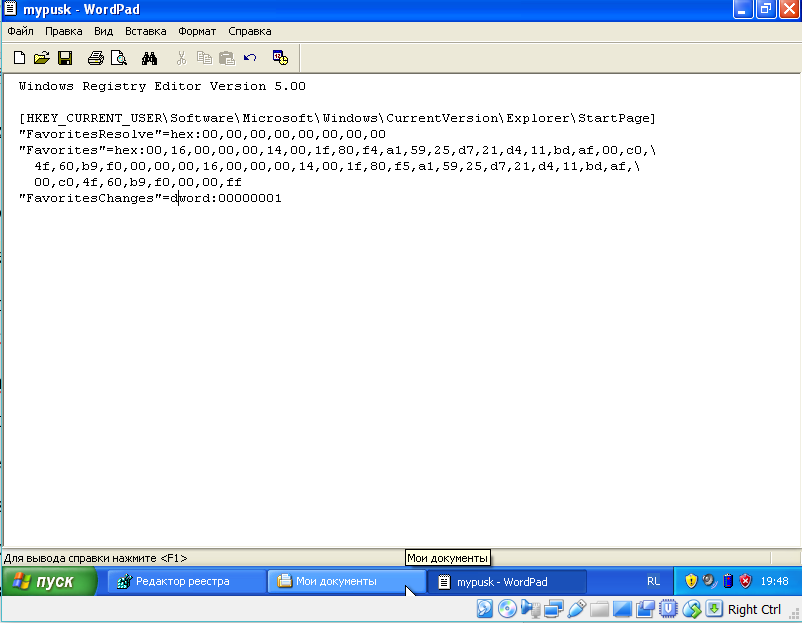 mypusk - WordPad
Файл Правка Вид Вставка Формат Справка
Windows Registry Editor Version 5.00
[HKEY_CURRENT_USER\Software\Microsoft\Windows\CurrentVersion\Explorer\StartPage]
"FavoritesResolve"=hex:00,00,00,00,00,00,00,00
"Favorites"=hex:00,16,00,00,00,14,00,1f,80,f4,a1,59,25,d7,21,d4,11,bd,af,00,c0,\
4f,60,b9,f0,00,00,00,16,00,00,00,14,00,1f,80,f5,a1,59,25,d7,21,d4,11,bd,af,\
00,c0,4f,60,b9,f0,00,00,ff
"FavoritesChanges"=dword:00000001
Для вывода справки нажмите <F1>
Мои документы
пуск Редактор реестра Мои документы mypusk - WordPad RL 19:48
Right Ctrl